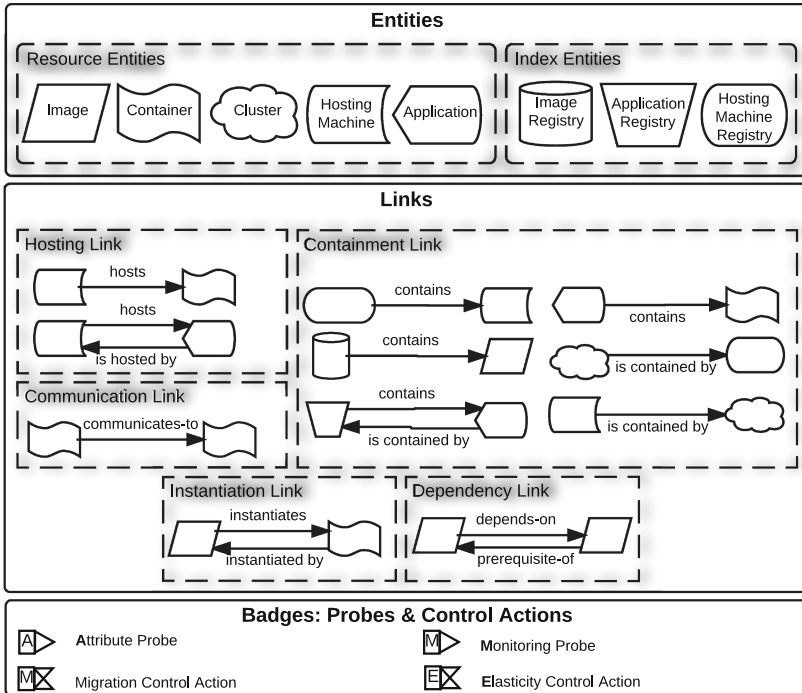 Entities
Resource Entities
Image
Container
Cluster
Hosting
Machine
Application
Index Entities
Image
Registry
Application
Registry
Hosting
Machine
Registry
Links
Hosting Link
hosts
hosts
is hosted by
Communication Link
communicates-to
Containment Link
contains
contains
contains
is contained by
contains
is contained by
is contained by
Instantiation Link
instantiates
instantiated by
Dependency Link
depends-on
prerequisite-of
Badges: Probes & Control Actions
A Attribute Probe
M Monitoring Probe
M Migration Control Action
E Elasticity Control Action